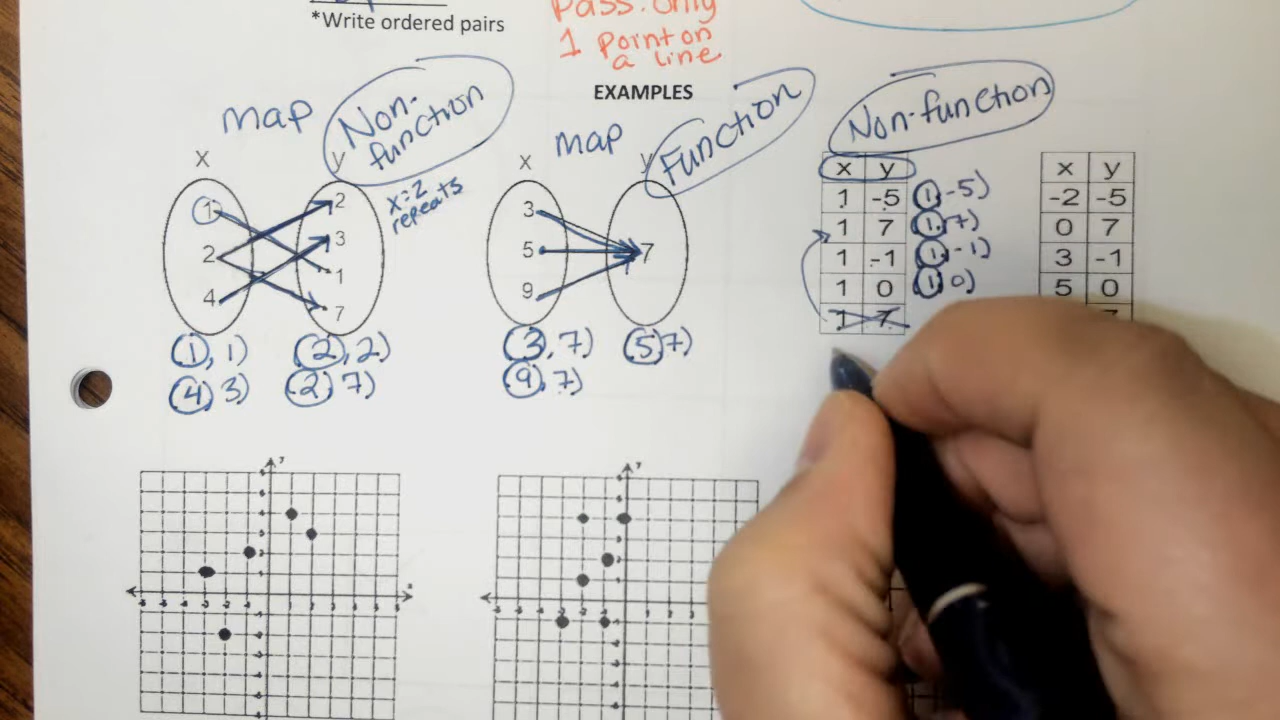 *Write ordered pairs
Pass: only
1 point on
a line
EXAMPLES
map
Non-
function
x y
1
2
4
2
3
1
7
x=2
repeats
(1, 1) (2, 2)
(4, 3) (2, 7)
map
Function
x y
3
5
9
7
(3, 7) (5, 7)
(9, 7)
Non-function
x y
1 -5 (1, -5)
1 7 (1, 7)
1 -1 (1, -1)
1 0 (1, 0)
1 7
x y
-2 -5
0 7
3 -1
5 0
7
y
x
y